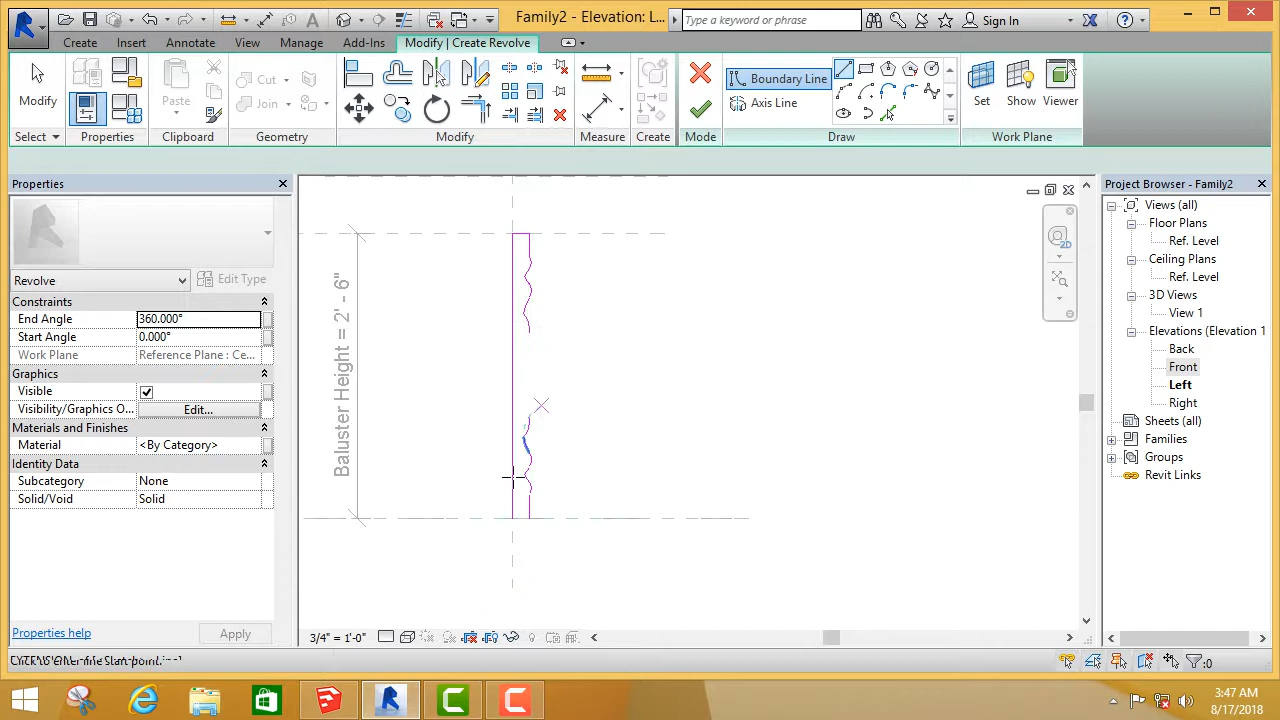 Family2 - Elevation: L...
Type a keyword or phrase
Sign In
Create Insert Annotate View Manage Add-Ins Modify | Create Revolve
Modify
Paste
Cut
Join
Boundary Line
Axis Line
Set Show Viewer
Select Properties Clipboard Geometry Modify Measure Create Mode Draw Work Plane
Properties
Revolve
Edit Type
Constraints
End Angle 360.000°
Start Angle 0.000°
Work Plane Reference Plane : Ce...
Graphics
Visible
Visibility/Graphics O... Edit...
Materials and Finishes
Material <By Category>
Identity Data
Subcategory None
Solid/Void Solid
Properties help
Apply
Baluster Height = 2' - 6"
2D
3/4" = 1'-0"
Project Browser - Family2
Views (all)
Floor Plans
Ref. Level
Ceiling Plans
Ref. Level
3D Views
View 1
Elevations (Elevation 1
Back
Front
Left
Right
Sheets (all)
Families
Groups
Revit Links
:0
3:47 AM
8/17/2018